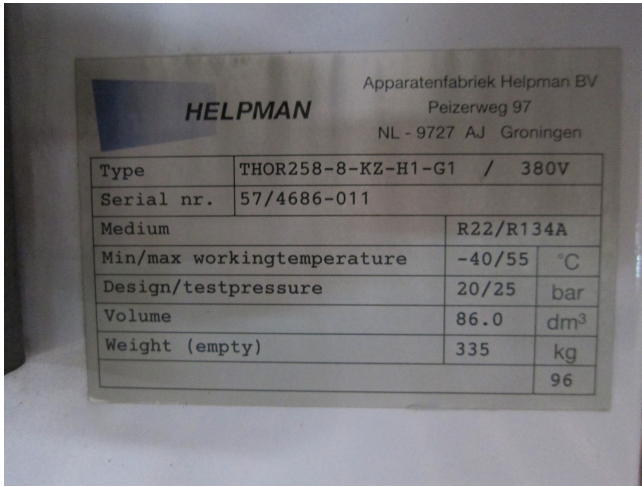 HELPMAN
Apparatenfabriek Helpman BV
Peizerweg 97
NL - 9727 AJ Groningen
Type THOR258-8-KZ-H1-G1 / 380V
Serial nr. 57/4686-011
Medium R22/R134A
Min/max workingtemperature -40/55 °C
Design/testpressure 20/25 bar
Volume 86.0 dm³
Weight (empty) 335 kg
96